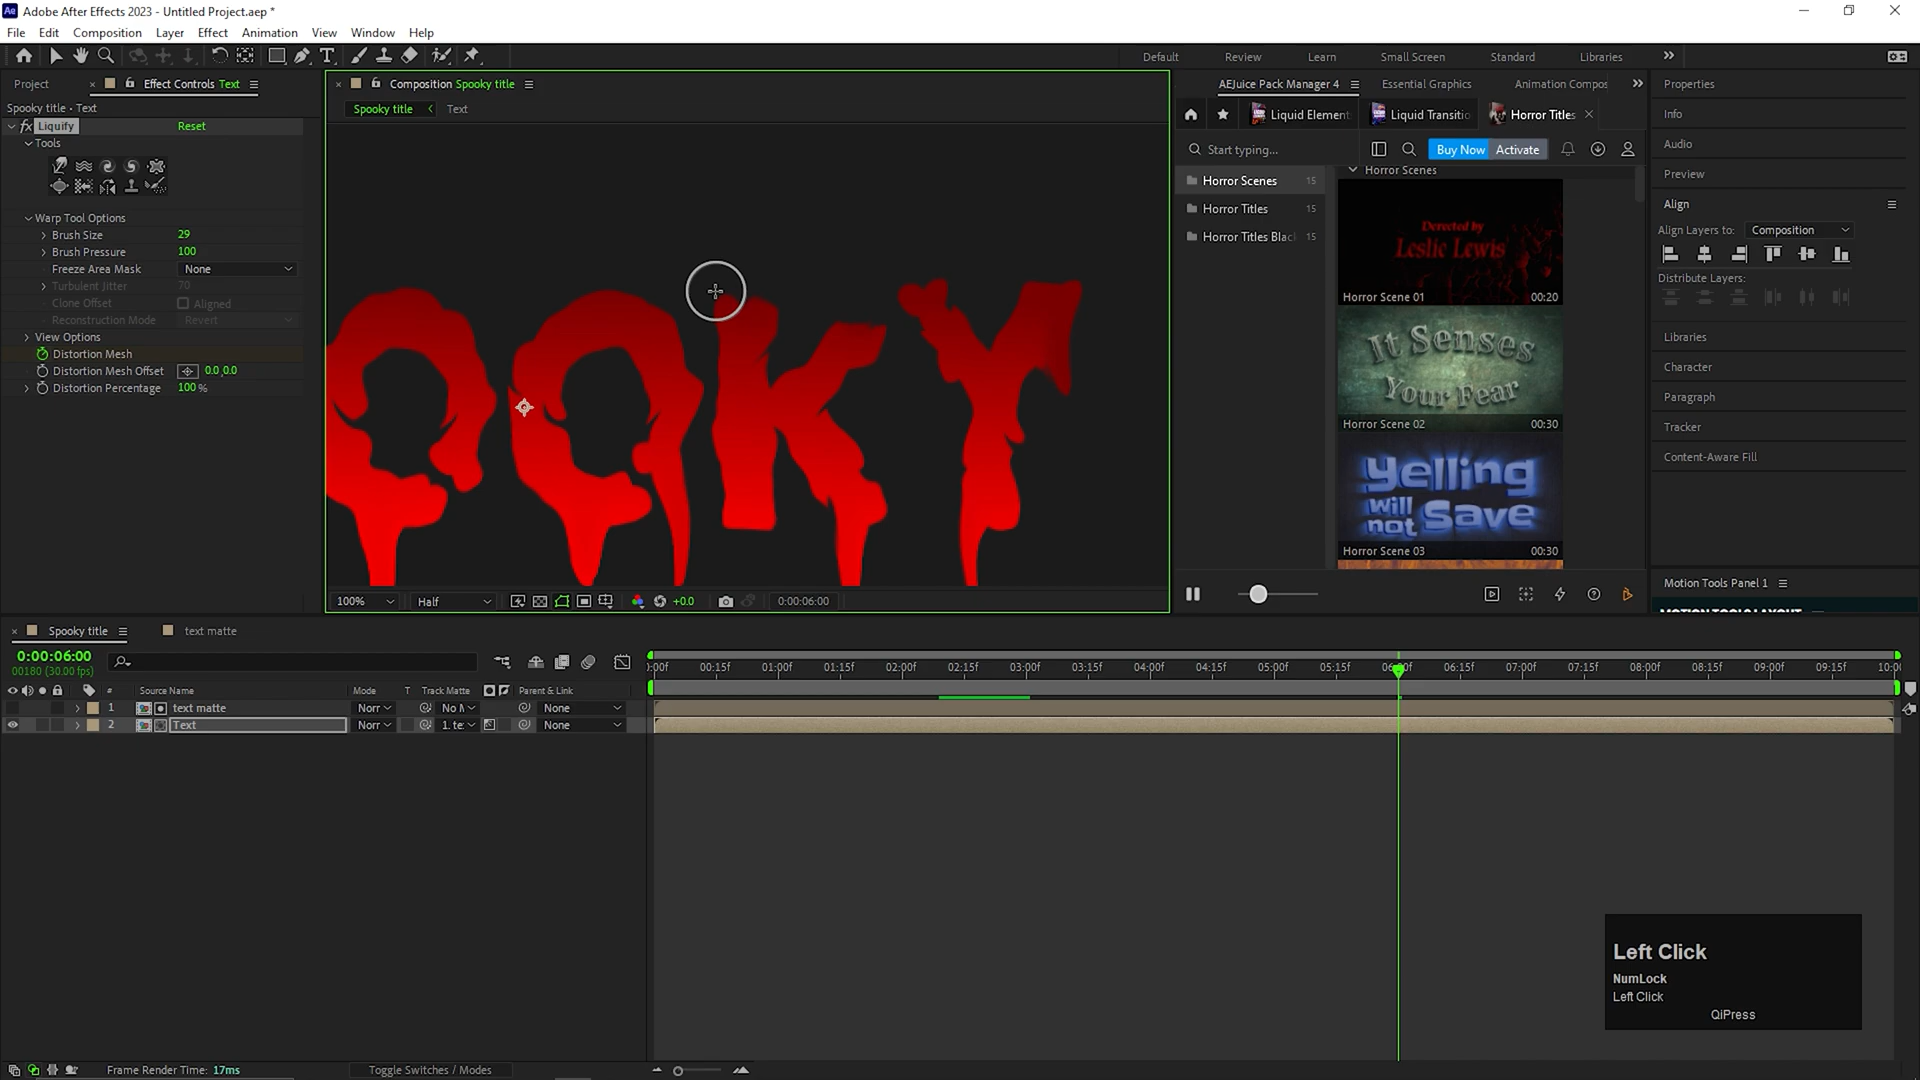 Adobe After Effects 2023 - Untitled Project.aep *
File Edit Composition Layer Effect Animation View Window Help
Default Review Learn Small Screen Standard Libraries
Project Effect Controls Text
Spooky title • Text
fx Liquify Reset
Tools
Warp Tool Options
Brush Size 29
Brush Pressure 100
Freeze Area Mask None
Turbulent Jitter 70
Clone Offset Aligned
Reconstruction Mode Revert
View Options
Distortion Mesh
Distortion Mesh Offset 0.0,0.0
Distortion Percentage 100 %
Composition Spooky title
Spooky title Text
OOKY
100% Half +0.0 0:00:06:00
AEJuice Pack Manager 4 Essential Graphics Animation Compos
Liquid Element Liquid Transitio Horror Titles
Start typing... Buy Now Activate
Horror Scenes 15
Horror Titles 15
Horror Titles Blac 15
Horror Scenes
Derected by
Leslie Lewis
Horror Scene 01 00:20
It Senses
Your Fear
Horror Scene 02 00:30
Yelling
will
not Save
Horror Scene 03 00:30
Properties
Info
Audio
Preview
Align
Align Layers to: Composition
Distribute Layers:
Libraries
Character
Paragraph
Tracker
Content-Aware Fill
Motion Tools Panel 1
Spooky title text matte
0:00:06:00
00180 (30.00 fps)
# Source Name Mode T Track Matte Parent & Link
1 text matte Norr No M None
2 Text Norr 1. te: None
:00f 00:15f 01:00f 01:15f 02:00f 02:15f 03:00f 03:15f 04:00f 04:15f 05:00f 05:15f 06:00f 06:15f 07:00f 07:15f 08:00f 08:15f 09:00f 09:15f 10:00
Left Click
NumLock
Left Click
QiPress
Frame Render Time: 17ms Toggle Switches / Modes